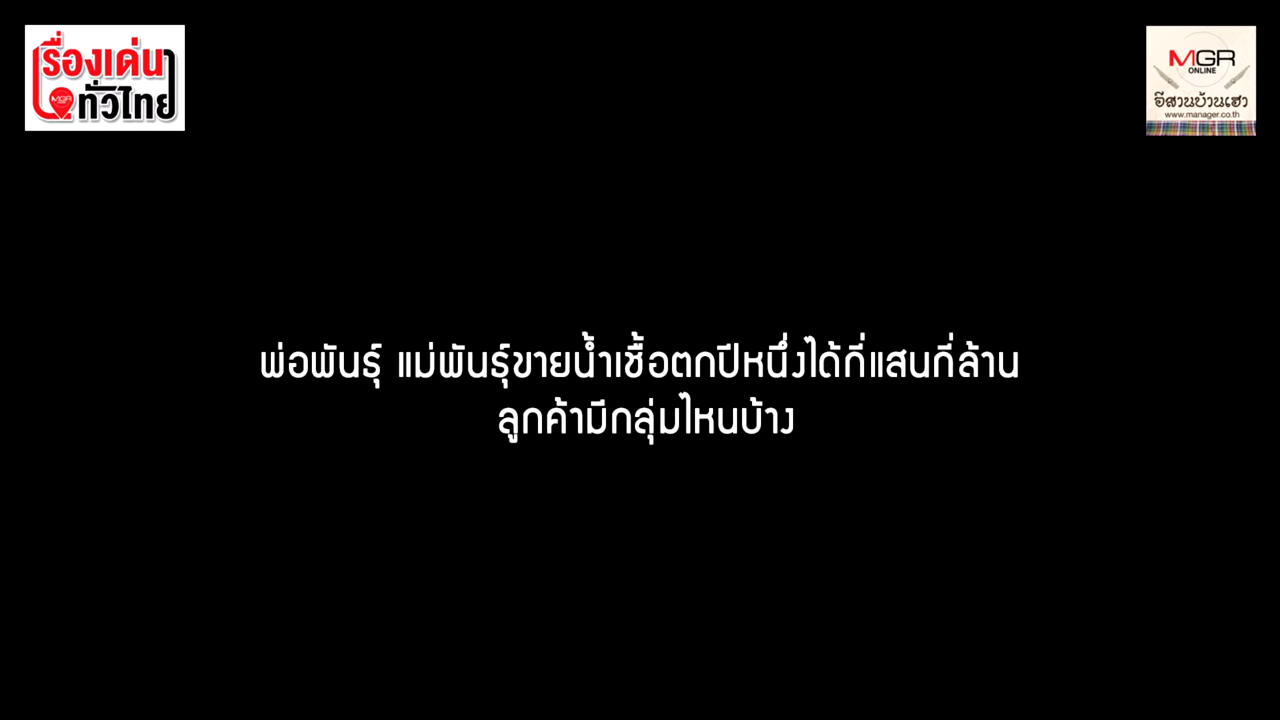 เรื่องเด่น
MGR
ทั่วไทย
MGR
ONLINE
อีสานบ้านเฮา
www.manager.co.th
พ่อพันธุ์ แม่พันธุ์ขายน้ำเชื้อตกปีหนึ่งได้กี่แสนกี่ล้าน
ลูกค้ามีกลุ่มไหนบ้าง